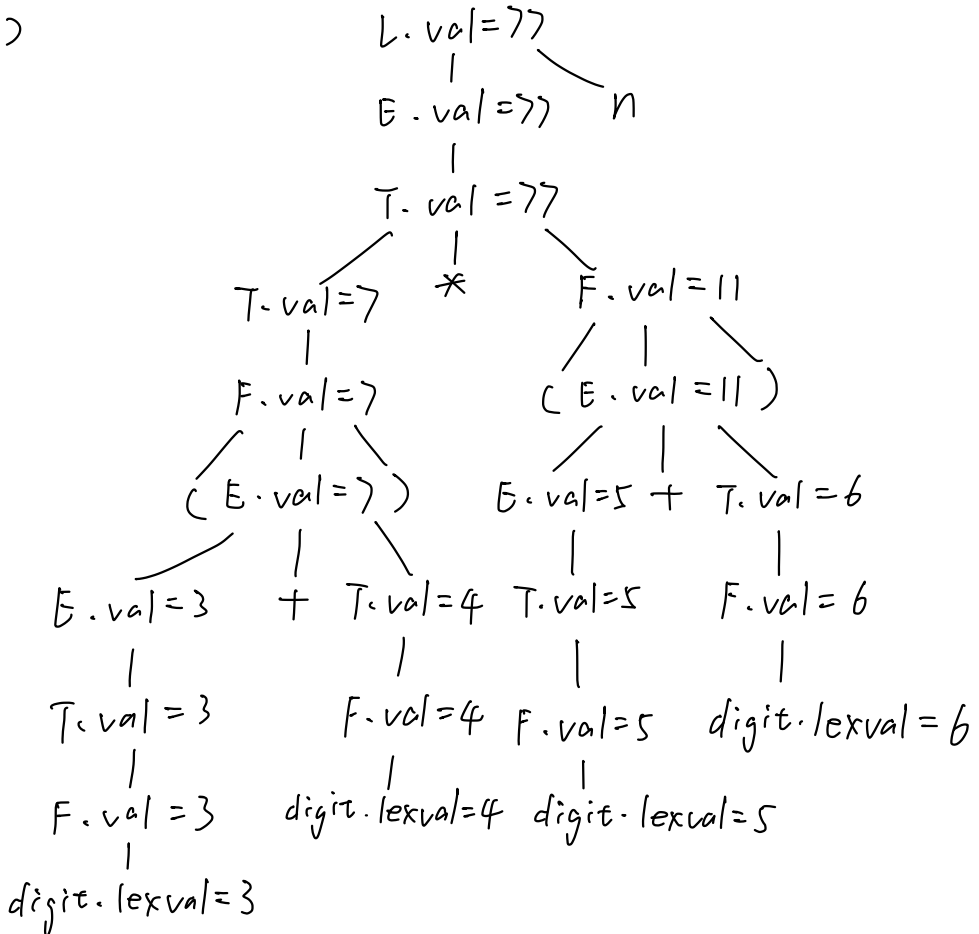 )
L.val=77
E.val=77 n
T.val=77
T.val=7 * F.val=11
F.val=7 (E.val=11)
(E.val=7) E.val=5 + T.val=6
E.val=3 + T.val=4 T.val=5 F.val=6
T.val=3 F.val=4 F.val=5 digit.lexval=6
F.val=3 digit.lexval=4 digit.lexval=5
digit.lexval=3